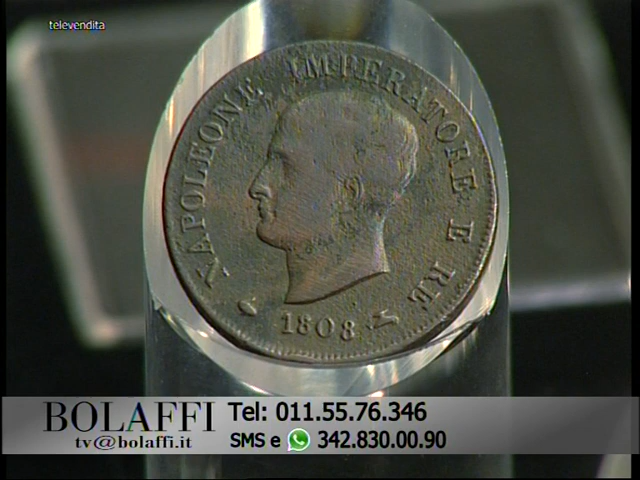 televendita
NAPOLEONE IMPERATORE E RE
1808
BOLAFFI
tv@bolaffi.it
Tel: 011.55.76.346
SMS e 342.830.00.90